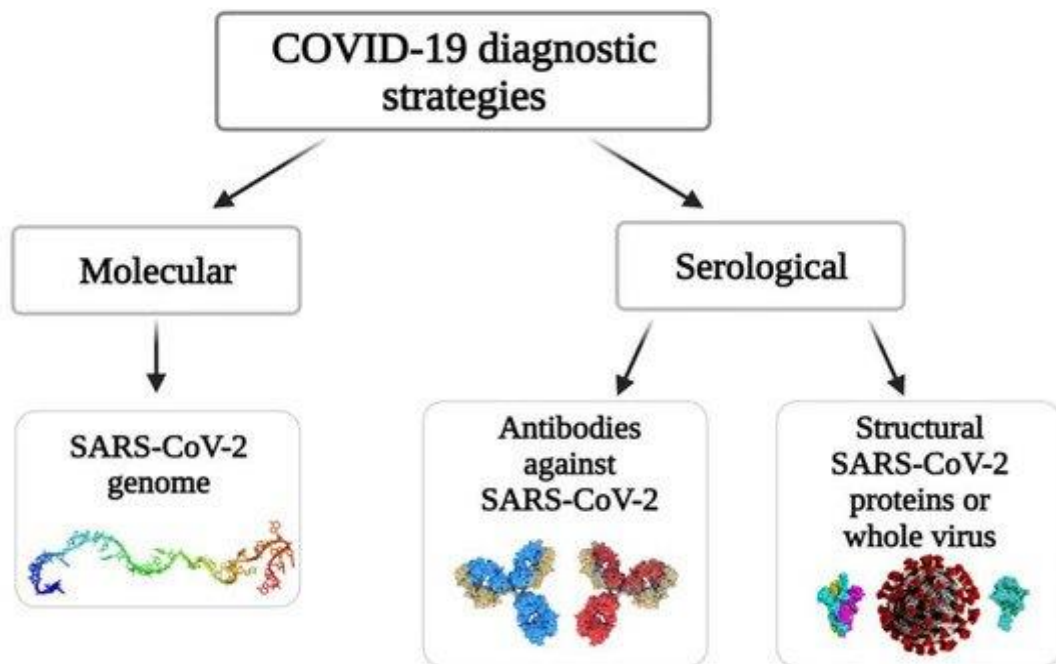 COVID-19 diagnostic
strategies
Molecular
Serological
SARS-CoV-2
genome
Antibodies
against
SARS-CoV-2
Structural
SARS-CoV-2
proteins or
whole virus